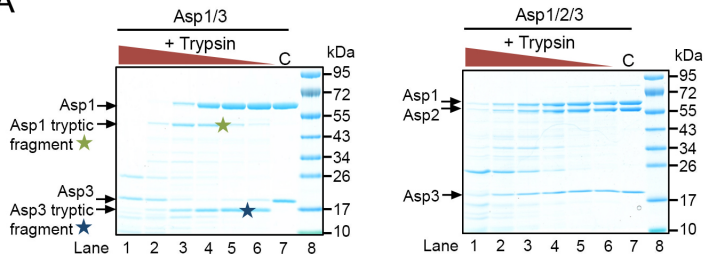 A
Asp1/3
+ Trypsin
C
kDa
95
72
55
43
34
26
17
10
Asp1
Asp1 tryptic
fragment
Asp3
Asp3 tryptic
fragment
Lane 1 2 3 4 5 6 7 8
Asp1/2/3
+ Trypsin
C
kDa
95
72
55
43
34
26
17
10
Asp1
Asp2
Asp3
Lane 1 2 3 4 5 6 7 8